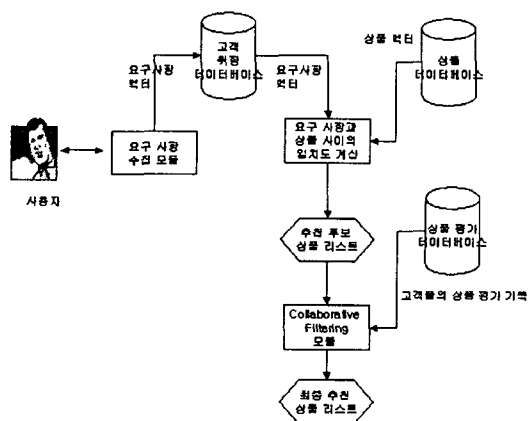 고객
취향
데이터베이스
상품 벡터
상품
데이터베이스
요구사항
벡터
요구사항
벡터
요구 사항
수집 모듈
요구 사항과
상품 사이의
일치도 계산
사용자
추천 후보
상품 리스트
상품 평가
데이터베이스
고객들의 상품 평가 기록
Collaborative
Filtering
모듈
최종 추천
상품 리스트